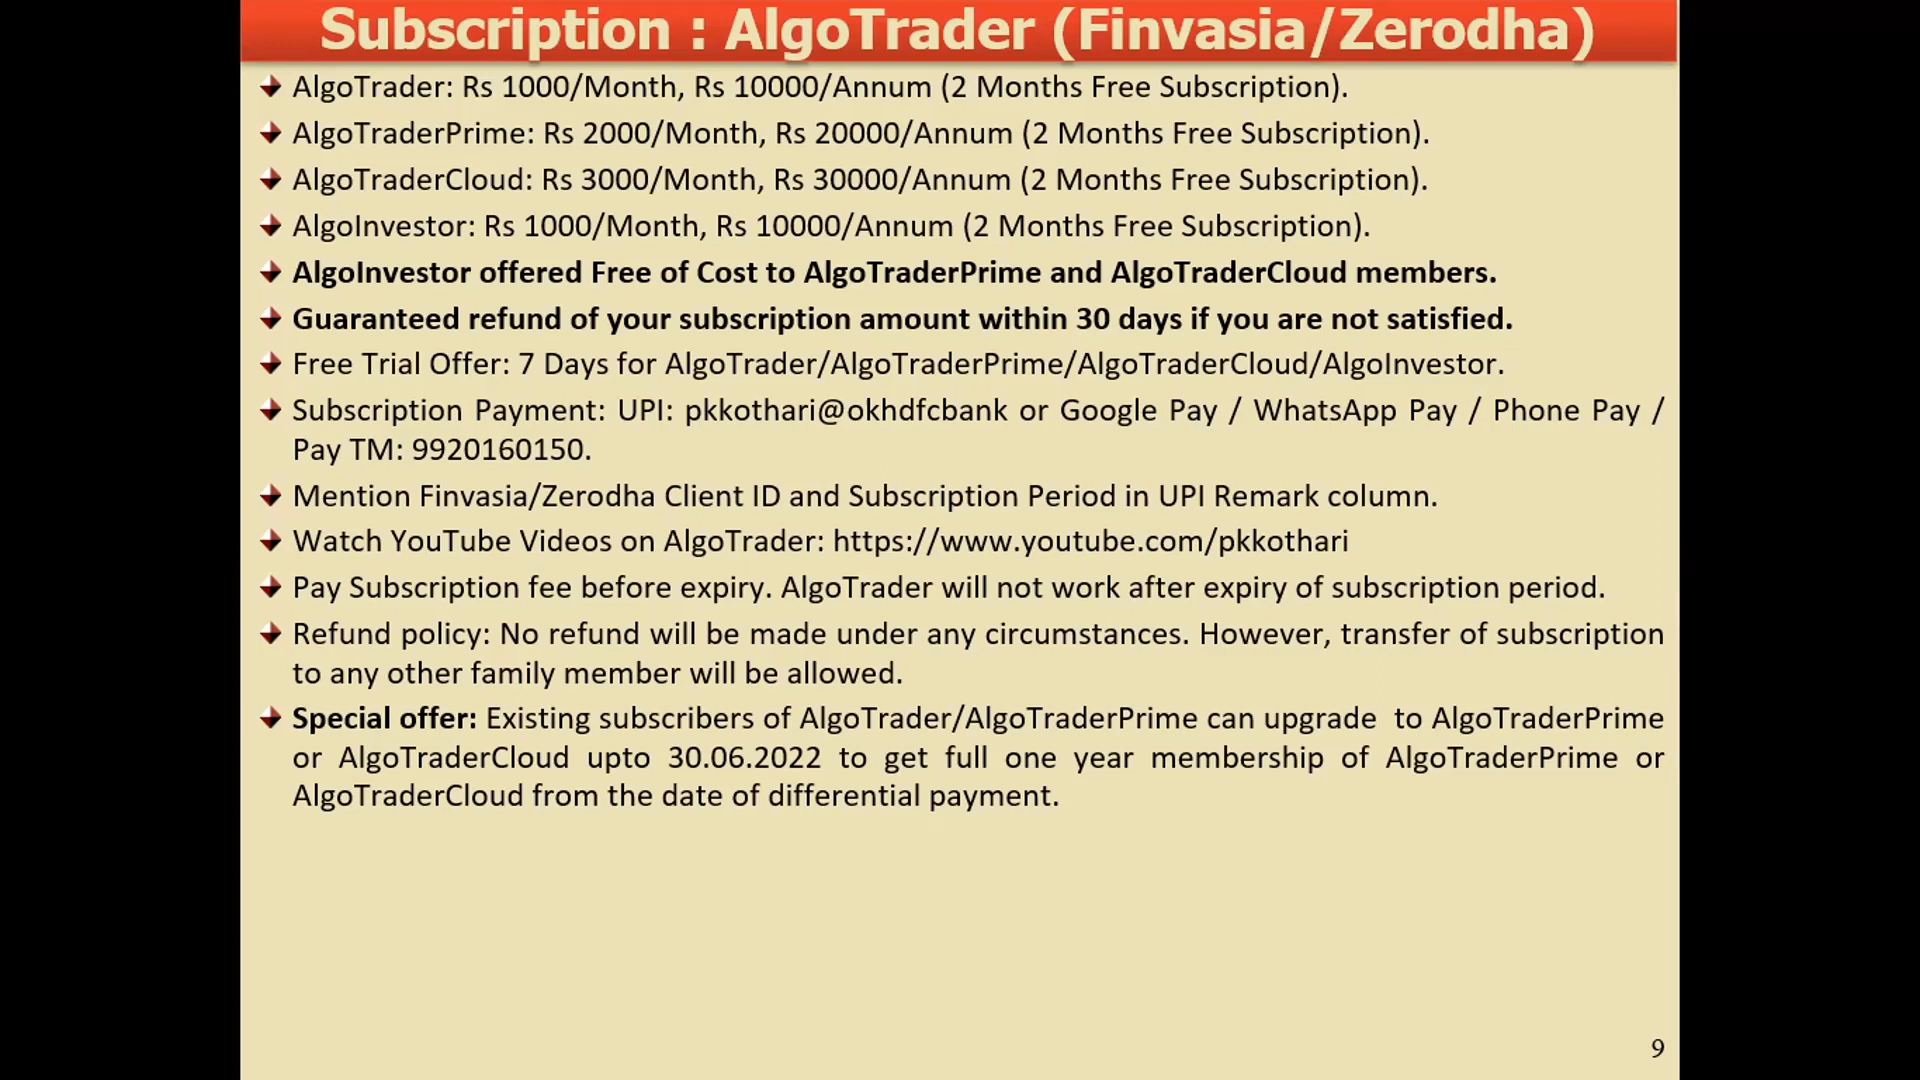 Subscription : AlgoTrader (Finvasia/Zerodha)
AlgoTrader: Rs 1000/Month, Rs 10000/Annum (2 Months Free Subscription).
AlgoTraderPrime: Rs 2000/Month, Rs 20000/Annum (2 Months Free Subscription).
AlgoTraderCloud: Rs 3000/Month, Rs 30000/Annum (2 Months Free Subscription).
AlgoInvestor: Rs 1000/Month, Rs 10000/Annum (2 Months Free Subscription).
AlgoInvestor offered Free of Cost to AlgoTraderPrime and AlgoTraderCloud members.
Guaranteed refund of your subscription amount within 30 days if you are not satisfied.
Free Trial Offer: 7 Days for AlgoTrader/AlgoTraderPrime/AlgoTraderCloud/AlgoInvestor.
Subscription Payment: UPI: pkkothari@okhdfcbank or Google Pay / WhatsApp Pay / Phone Pay /
Pay TM: 9920160150.
Mention Finvasia/Zerodha Client ID and Subscription Period in UPI Remark column.
Watch YouTube Videos on AlgoTrader: https://www.youtube.com/pkkothari
Pay Subscription fee before expiry. AlgoTrader will not work after expiry of subscription period.
Refund policy: No refund will be made under any circumstances. However, transfer of subscription
to any other family member will be allowed.
Special offer: Existing subscribers of AlgoTrader/AlgoTraderPrime can upgrade to AlgoTraderPrime
or AlgoTraderCloud upto 30.06.2022 to get full one year membership of AlgoTraderPrime or
AlgoTraderCloud from the date of differential payment.
9